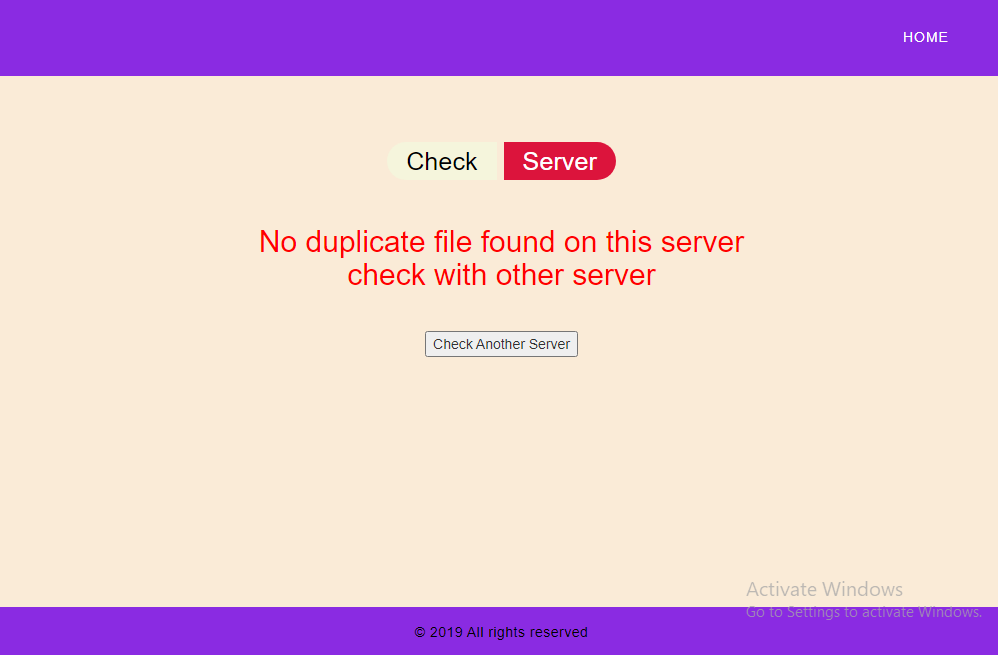 HOME
Check Server
No duplicate file found on this server
check with other server
Check Another Server
Activate Windows
Go to Settings to activate Windows.
© 2019 All rights reserved